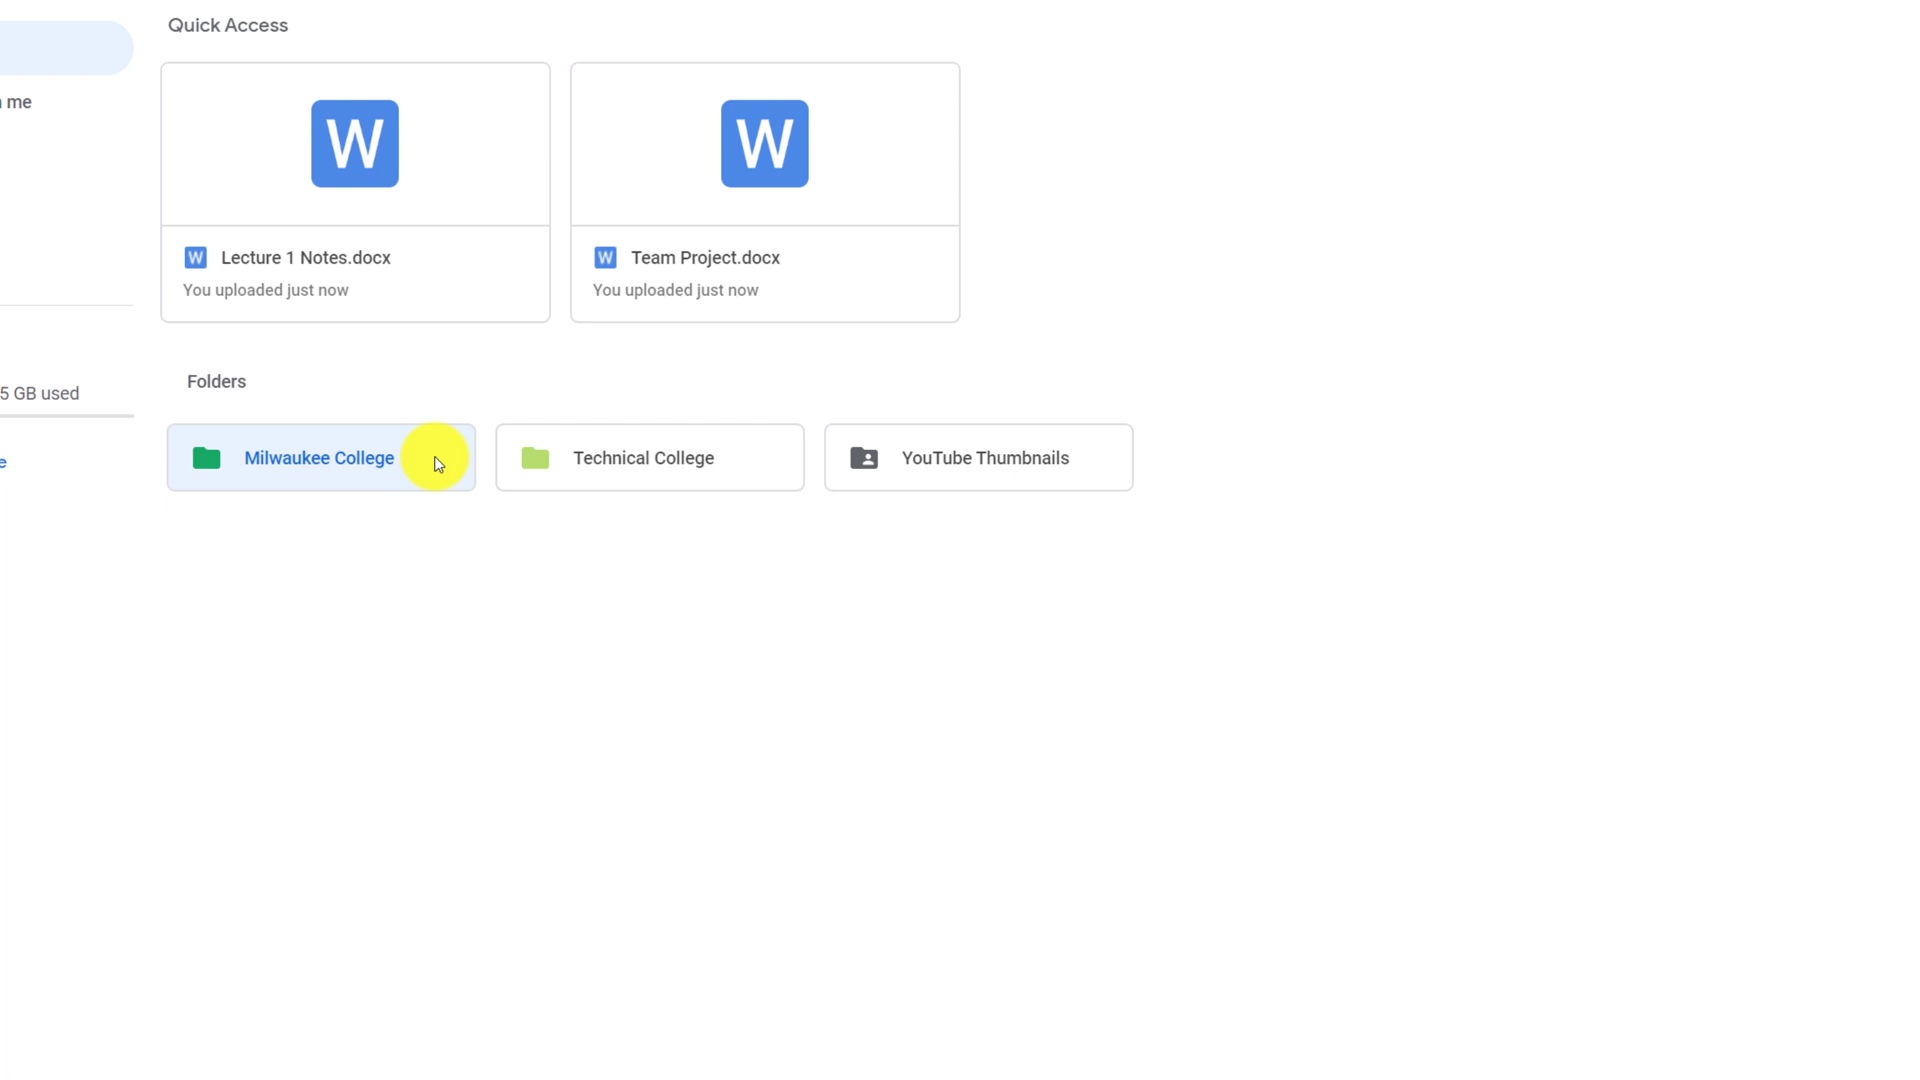 Quick Access
me
W
W
W Lecture 1 Notes.docx
You uploaded just now
W Team Project.docx
You uploaded just now
5 GB used
Folders
e
Milwaukee College
Technical College
YouTube Thumbnails